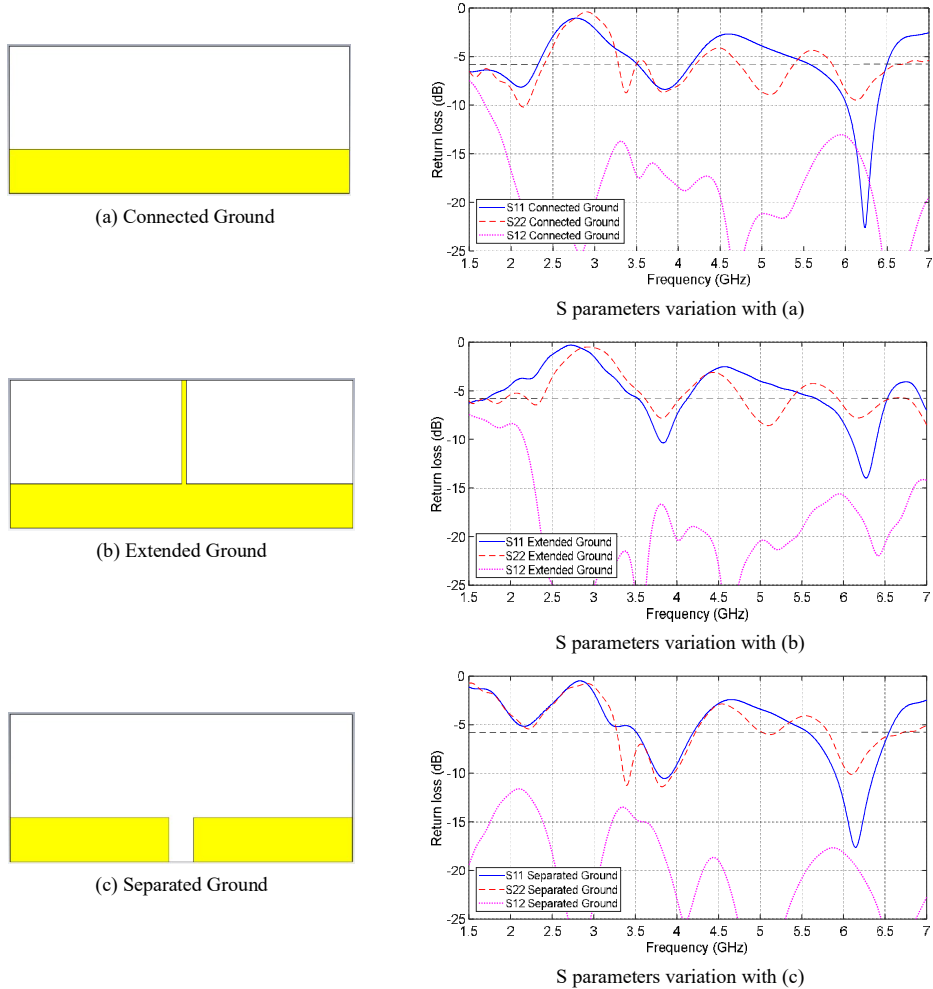 (a) Connected Ground
0
-5
-10
-15
-20
-25
Return loss (dB)
S11 Connected Ground
S22 Connected Ground
S12 Connected Ground
1.5 2 2.5 3 3.5 4 4.5 5 5.5 6 6.5 7
Frequency (GHz)
S parameters variation with (a)
(b) Extended Ground
0
-5
-10
-15
-20
-25
Return loss (dB)
S11 Extended Ground
S22 Extended Ground
S12 Extended Ground
1.5 2 2.5 3 3.5 4 4.5 5 5.5 6 6.5 7
Frequency (GHz)
S parameters variation with (b)
(c) Separated Ground
0
-5
-10
-15
-20
-25
Return loss (dB)
S11 Separated Ground
S22 Separated Ground
S12 Separated Ground
1.5 2 2.5 3 3.5 4 4.5 5 5.5 6 6.5 7
Frequency (GHz)
S parameters variation with (c)